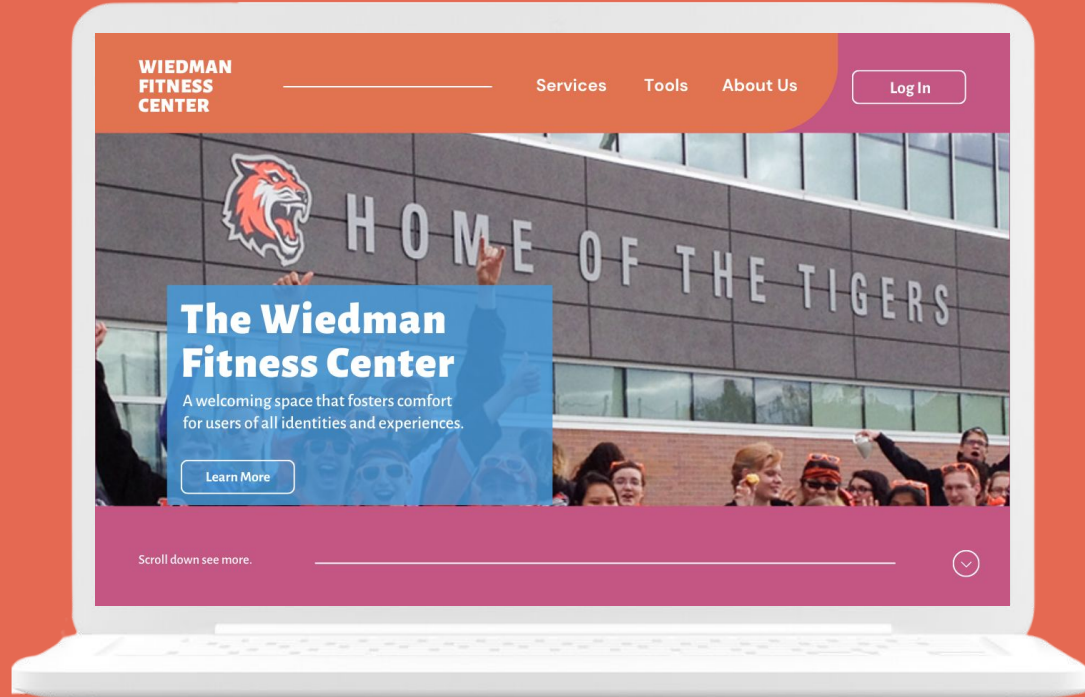 WIEDMAN
FITNESS
CENTER
Services Tools About Us
Log In
HOME OF THE TIGERS
The Wiedman
Fitness Center
A welcoming space that fosters comfort
for users of all identities and experiences.
Learn More
Scroll down see more.